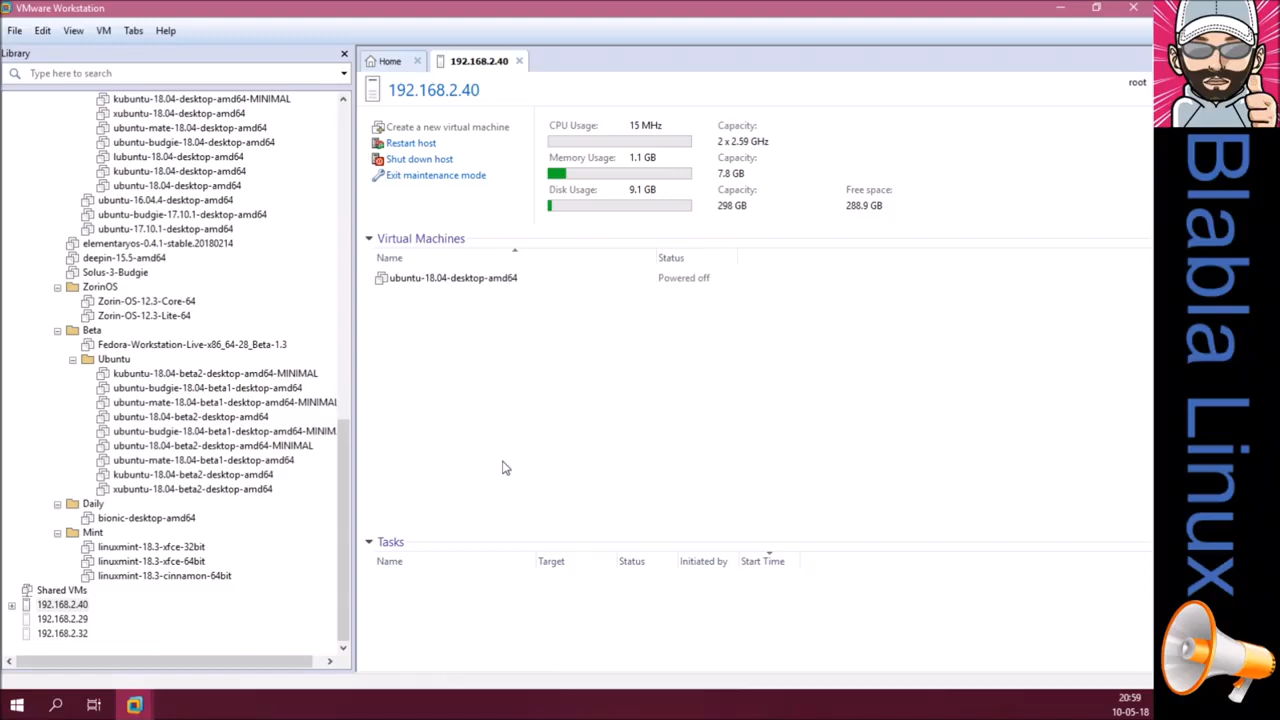 VMware Workstation
File Edit View VM Tabs Help
Library
Type here to search
kubuntu-18.04-desktop-amd64-MINIMAL
xubuntu-18.04-desktop-amd64
ubuntu-mate-18.04-desktop-amd64
ubuntu-budgie-18.04-desktop-amd64
lubuntu-18.04-desktop-amd64
kubuntu-18.04-desktop-amd64
ubuntu-18.04-desktop-amd64
ubuntu-16.04.4-desktop-amd64
ubuntu-budgie-17.10.1-desktop-amd64
ubuntu-17.10.1-desktop-amd64
elementaryos-0.4.1-stable.20180214
deepin-15.5-amd64
Solus-3-Budgie
ZorinOS
Zorin-OS-12.3-Core-64
Zorin-OS-12.3-Lite-64
Beta
Fedora-Workstation-Live-x86_64-28_Beta-1.3
Ubuntu
kubuntu-18.04-beta2-desktop-amd64-MINIMAL
ubuntu-budgie-18.04-beta1-desktop-amd64
ubuntu-mate-18.04-beta1-desktop-amd64-MINIMAL
ubuntu-18.04-beta2-desktop-amd64
ubuntu-budgie-18.04-beta1-desktop-amd64-MINIM
ubuntu-18.04-beta2-desktop-amd64-MINIMAL
ubuntu-mate-18.04-beta1-desktop-amd64
kubuntu-18.04-beta2-desktop-amd64
xubuntu-18.04-beta2-desktop-amd64
Daily
bionic-desktop-amd64
Mint
linuxmint-18.3-xfce-32bit
linuxmint-18.3-xfce-64bit
linuxmint-18.3-cinnamon-64bit
Shared VMs
192.168.2.40
192.168.2.29
192.168.2.32
Home 192.168.2.40
192.168.2.40
root
Create a new virtual machine
Restart host
Shut down host
Exit maintenance mode
CPU Usage: 15 MHz Capacity:
2 x 2.59 GHz
Memory Usage: 1.1 GB Capacity:
7.8 GB
Disk Usage: 9.1 GB Capacity: Free space:
298 GB 288.9 GB
Virtual Machines
Name Status
ubuntu-18.04-desktop-amd64 Powered off
Tasks
Name Target Status Initiated by Start Time
20:59
10-05-18
Blabla Linux